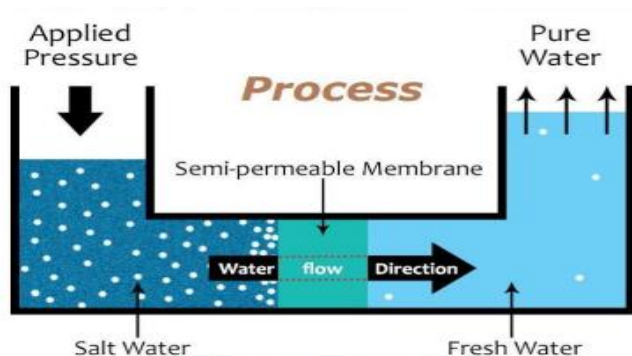 Applied
Pressure
Pure
Water
Process
Semi-permeable Membrane
Water flow Direction
Salt Water
Fresh Water